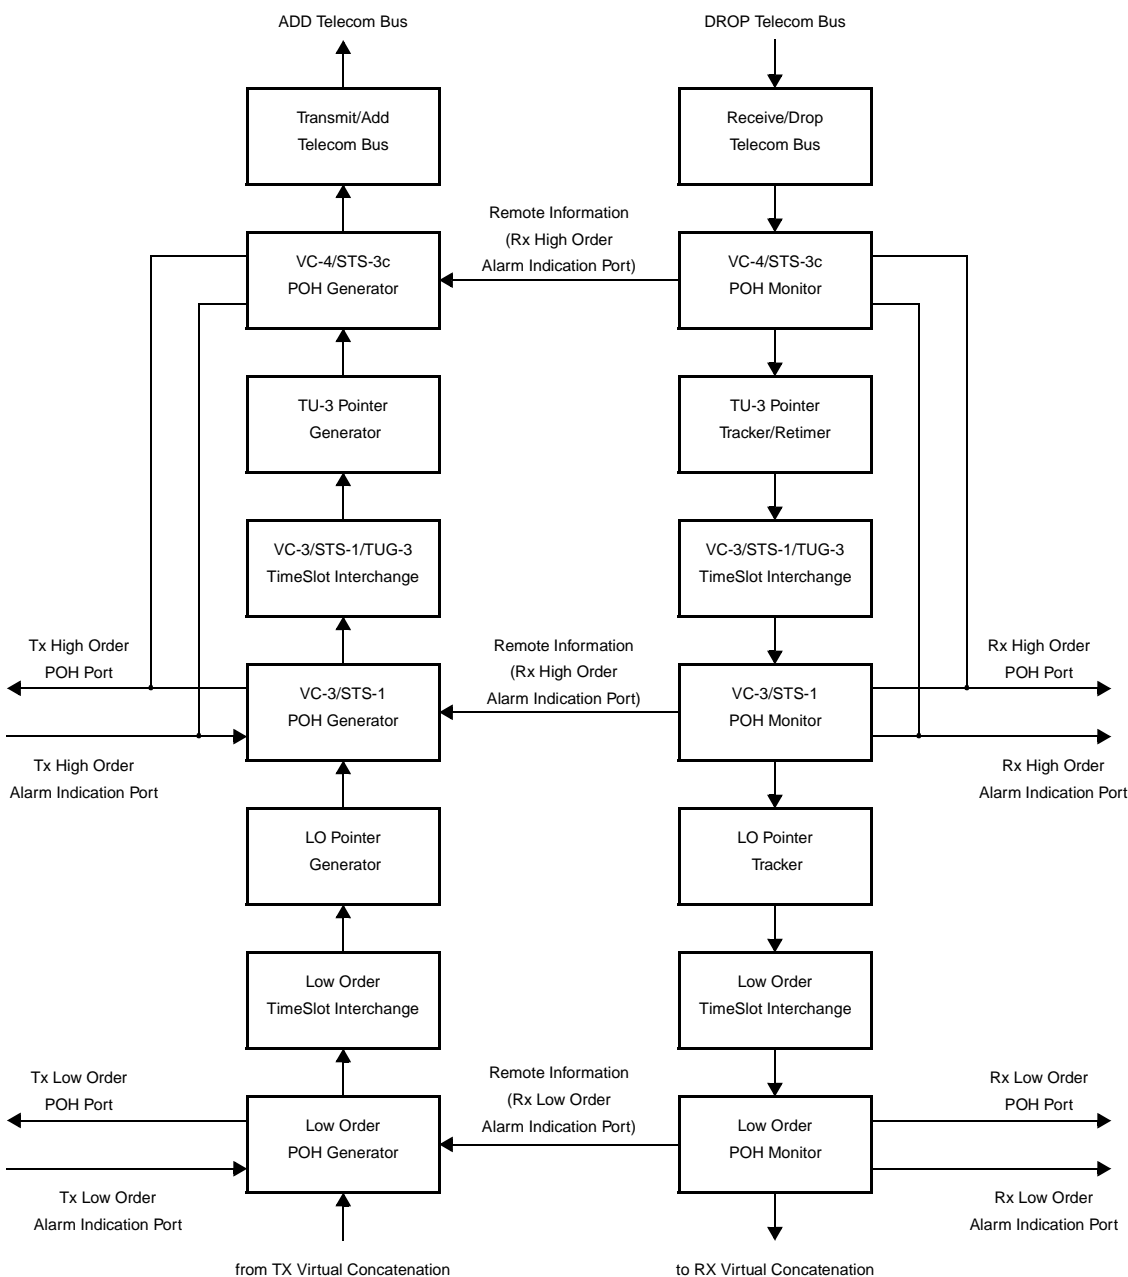 ADD Telecom Bus
DROP Telecom Bus
Transmit/Add
Telecom Bus
Receive/Drop
Telecom Bus
Remote Information
(Rx High Order
Alarm Indication Port)
VC-4/STS-3c
POH Generator
VC-4/STS-3c
POH Monitor
TU-3 Pointer
Generator
TU-3 Pointer
Tracker/Retimer
VC-3/STS-1/TUG-3
TimeSlot Interchange
VC-3/STS-1/TUG-3
TimeSlot Interchange
Tx High Order
POH Port
Remote Information
(Rx High Order
Alarm Indication Port)
Rx High Order
POH Port
VC-3/STS-1
POH Generator
VC-3/STS-1
POH Monitor
Tx High Order
Alarm Indication Port
Rx High Order
Alarm Indication Port
LO Pointer
Generator
LO Pointer
Tracker
Low Order
TimeSlot Interchange
Low Order
TimeSlot Interchange
Tx Low Order
POH Port
Remote Information
(Rx Low Order
Alarm Indication Port)
Rx Low Order
POH Port
Low Order
POH Generator
Low Order
POH Monitor
Tx Low Order
Alarm Indication Port
Rx Low Order
Alarm Indication Port
from TX Virtual Concatenation
to RX Virtual Concatenation